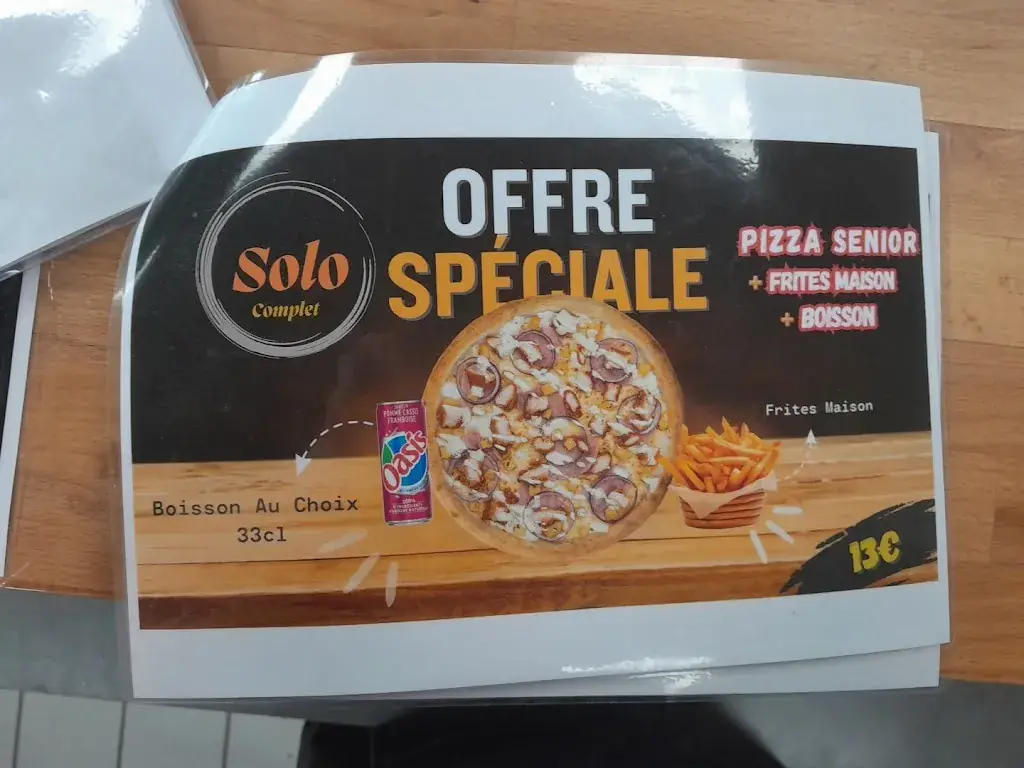 OFFRE
SPÉCIALE
Solo
Complet
PIZZA SENIOR
+ FRITES MAISON
+ BOISSON
Frites Maison
POMME CASSIS
FRAMBOISE
Oasis
Boisson Au Choix
33cl
13€